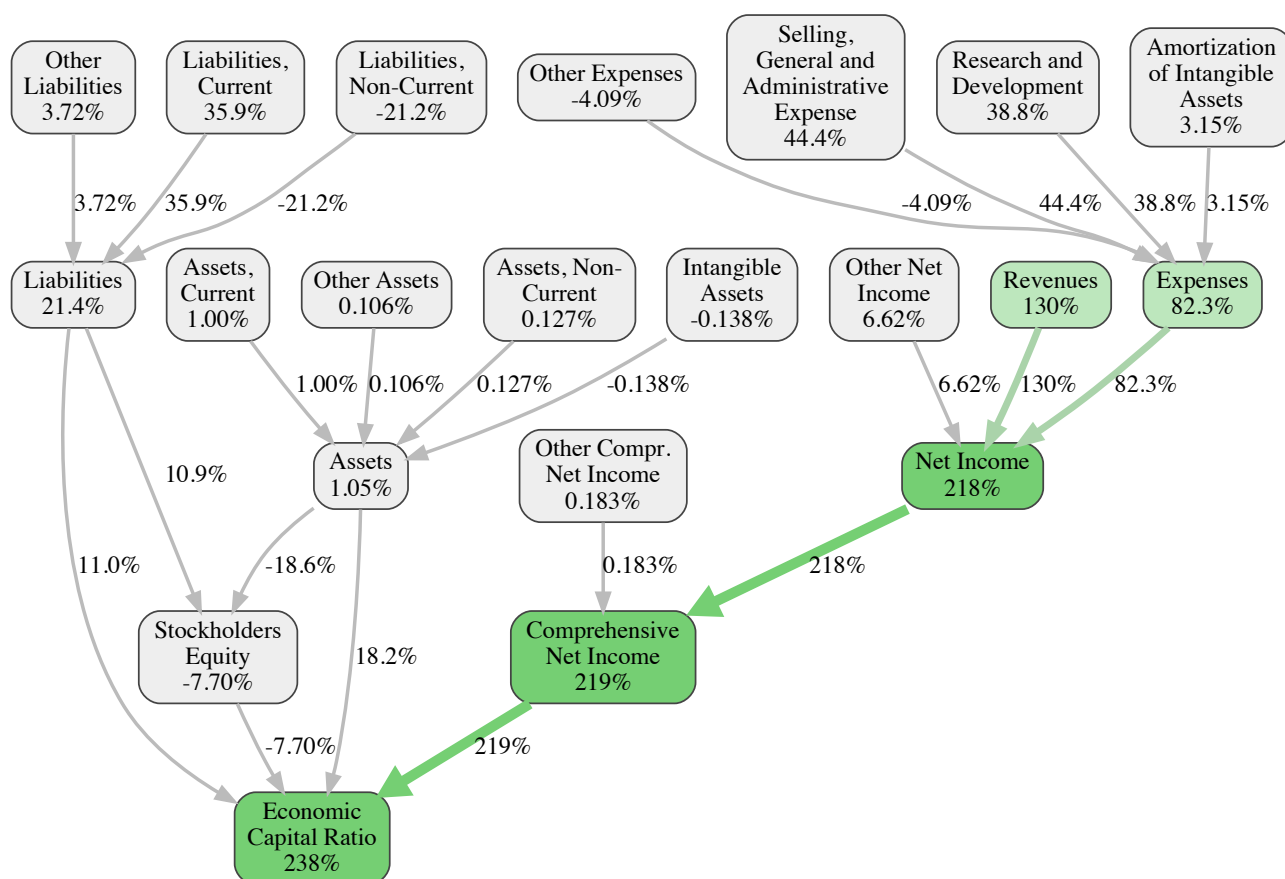 Other
Liabilities
3.72%
Liabilities,
Current
35.9%
Liabilities,
Non-Current
-21.2%
Other Expenses
-4.09%
Selling,
General and
Administrative
Expense
44.4%
Research and
Development
38.8%
Amortization
of Intangible
Assets
3.15%
3.72%
35.9%
-21.2%
-4.09%
44.4%
38.8%
3.15%
Liabilities
21.4%
Assets,
Current
1.00%
Other Assets
0.106%
Assets, Non-
Current
0.127%
Intangible
Assets
-0.138%
Other Net
Income
6.62%
Revenues
130%
Expenses
82.3%
1.00%
0.106%
0.127%
-0.138%
6.62%
130%
82.3%
10.9%
Assets
1.05%
Other Compr.
Net Income
0.183%
Net Income
218%
11.0%
-18.6%
0.183%
218%
Stockholders
Equity
-7.70%
18.2%
Comprehensive
Net Income
219%
-7.70%
219%
Economic
Capital Ratio
238%